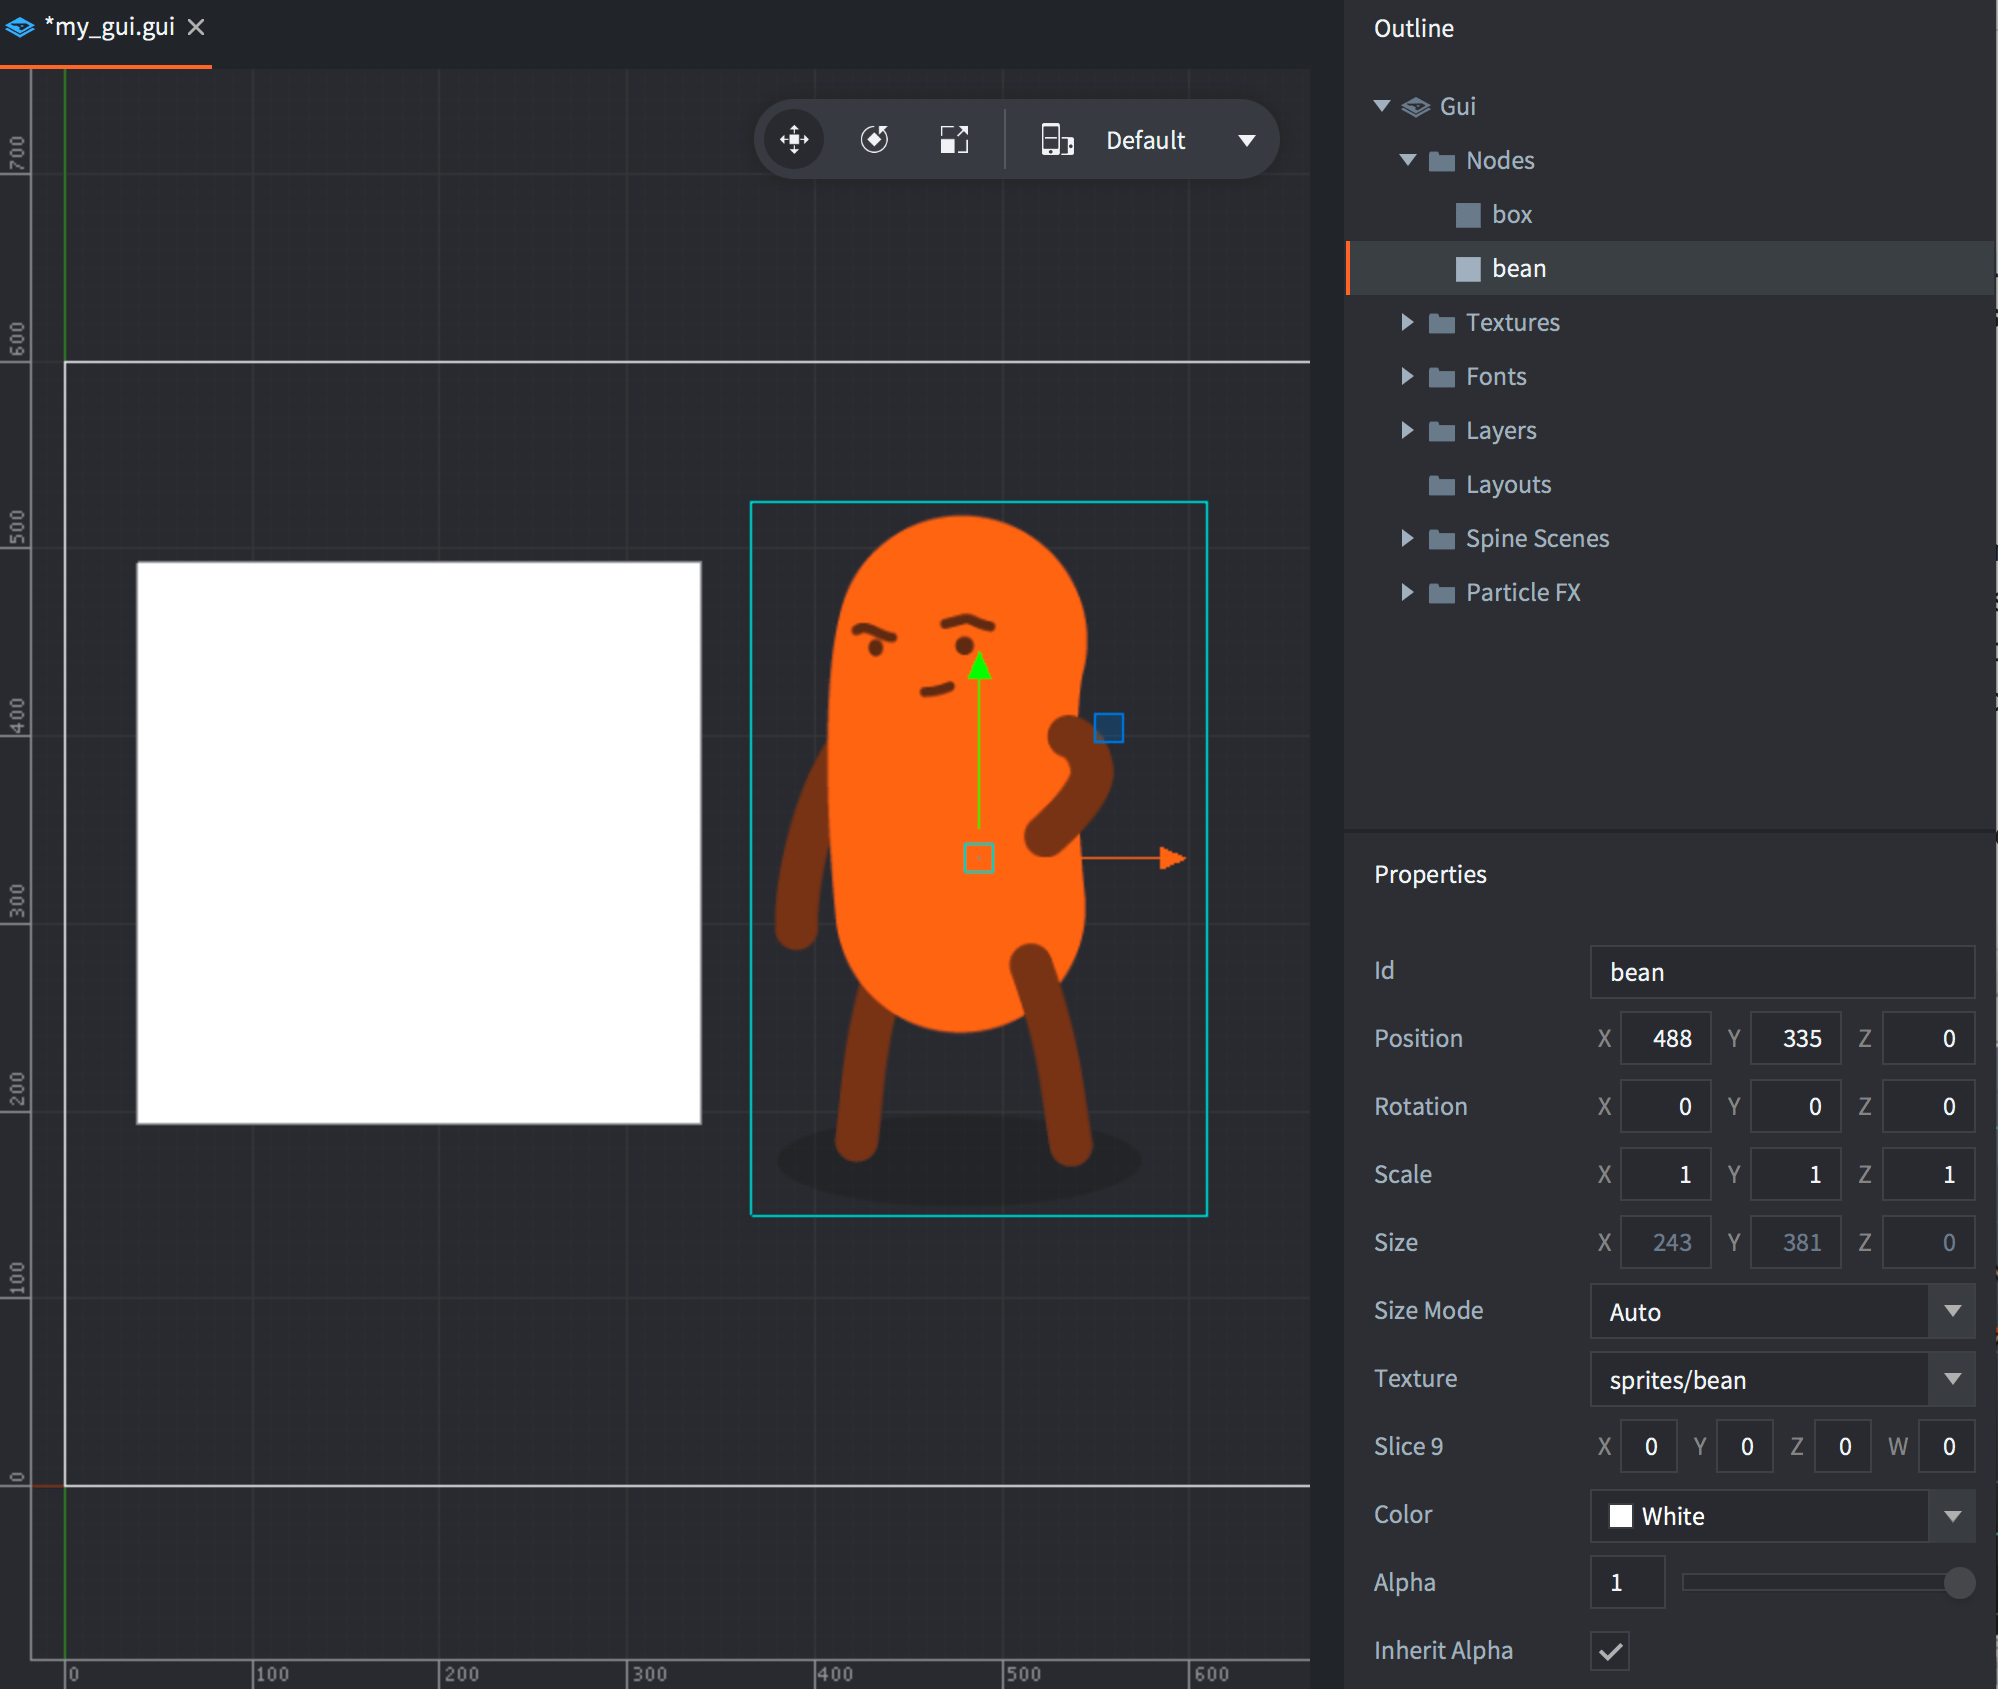 *my_gui.gui
Default
700
600
500
400
300
200
100
0
0 100 200 300 400 500 600
Outline
Gui
Nodes
box
bean
Textures
Fonts
Layers
Layouts
Spine Scenes
Particle FX
Properties
Id bean
Position X 488 Y 335 Z 0
Rotation X 0 Y 0 Z 0
Scale X 1 Y 1 Z 1
Size X 243 Y 381 Z 0
Size Mode Auto
Texture sprites/bean
Slice 9 X 0 Y 0 Z 0 W 0
Color White
Alpha 1
Inherit Alpha